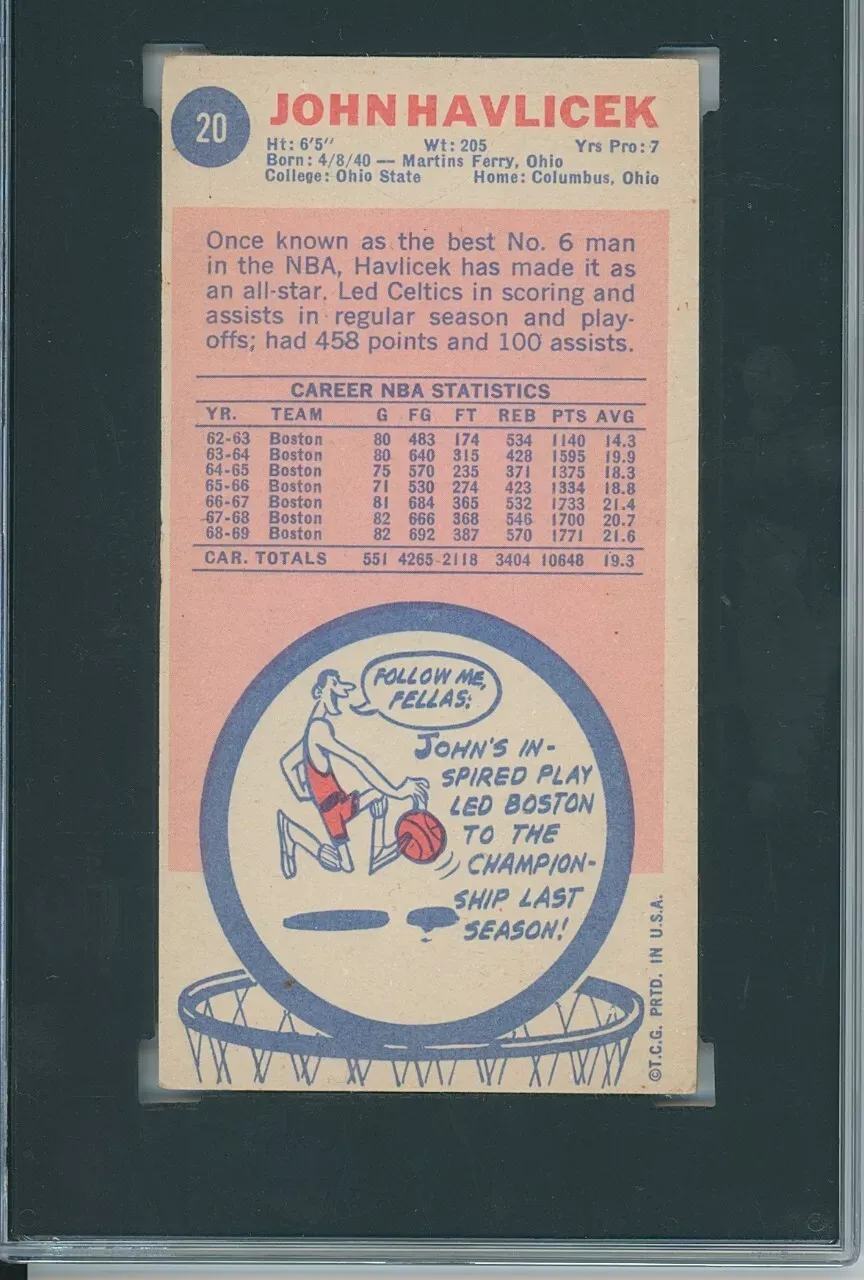 20
JOHN HAVLICEK
Ht: 6'5" Wt: 205 Yrs Pro: 7
Born: 4/8/40 — Martins Ferry, Ohio
College: Ohio State Home: Columbus, Ohio
Once known as the best No. 6 man
in the NBA, Havlicek has made it as
an all-star. Led Celtics in scoring and
assists in regular season and play-
offs; had 458 points and 100 assists.
CAREER NBA STATISTICS
YR. TEAM G FG FT REB PTS AVG
62-63 Boston 80 483 174 534 1140 14.3
63-64 Boston 80 640 315 428 1595 19.9
64-65 Boston 75 570 235 371 1375 18.3
65-66 Boston 71 530 274 423 1334 18.8
66-67 Boston 81 684 365 532 1733 21.4
67-68 Boston 82 666 368 546 1700 20.7
68-69 Boston 82 692 387 570 1771 21.6
CAR. TOTALS 551 4265 2118 3404 10648 19.3
FOLLOW ME,
FELLAS!
JOHN'S IN-
SPIRED PLAY
LED BOSTON
TO THE
CHAMPION-
SHIP LAST
SEASON!
©T.C.G. PRTD. IN U.S.A.